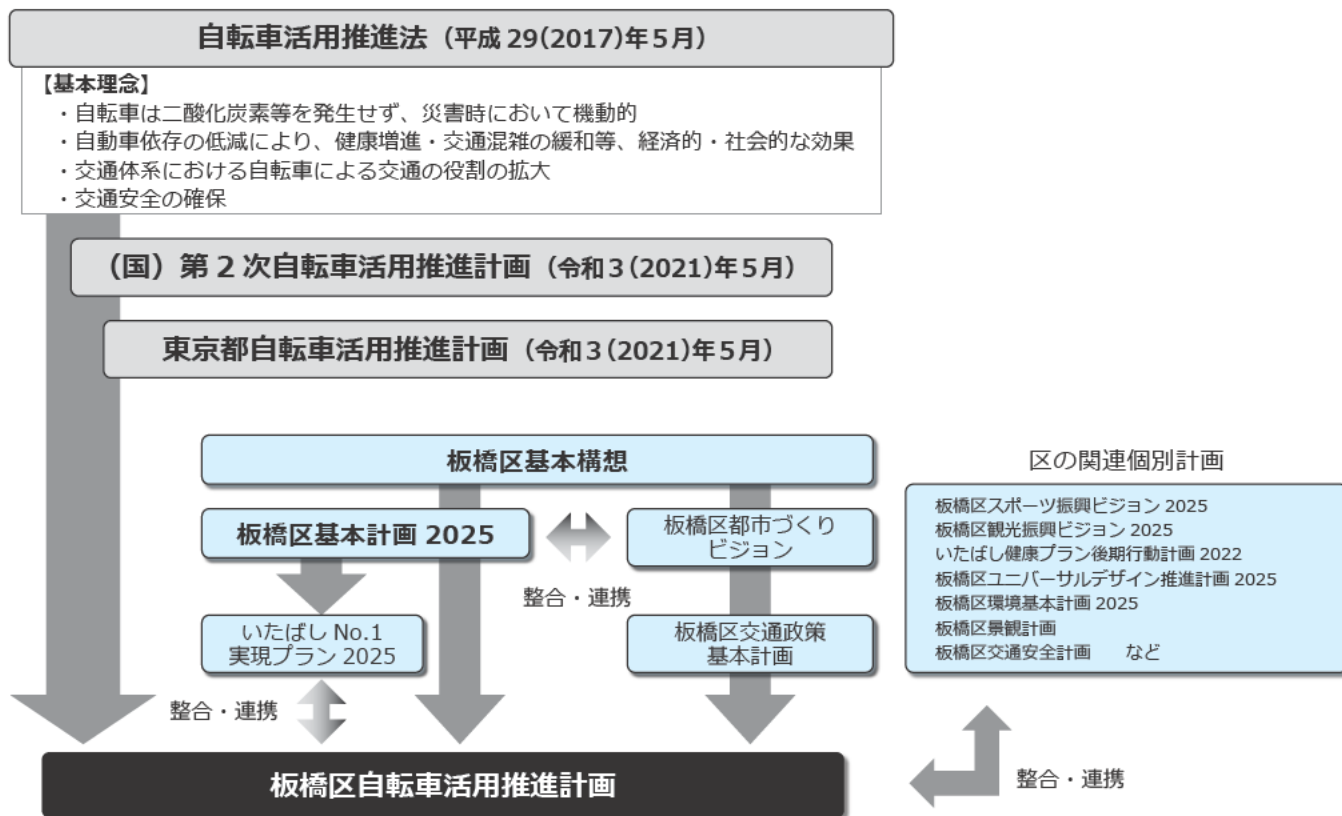 自転車活用推進法（平成 29(2017)年５月）
【基本理念】
・自転車は二酸化炭素等を発生せず、災害時において機動的
・自動車依存の低減により、健康増進・交通混雑の緩和等、経済的・社会的な効果
・交通体系における自転車による交通の役割の拡大
・交通安全の確保
（国）第２次自転車活用推進計画（令和３(2021)年５月）
東京都自転車活用推進計画（令和３(2021)年５月）
板橋区基本構想
板橋区基本計画 2025
板橋区都市づくり
ビジョン
整合・連携
いたばし No.1
実現プラン 2025
板橋区交通政策
基本計画
整合・連携
区の関連個別計画
板橋区スポーツ振興ビジョン 2025
板橋区観光振興ビジョン 2025
いたばし健康プラン後期行動計画 2022
板橋区ユニバーサルデザイン推進計画 2025
板橋区環境基本計画 2025
板橋区景観計画
板橋区交通安全計画　など
整合・連携
板橋区自転車活用推進計画